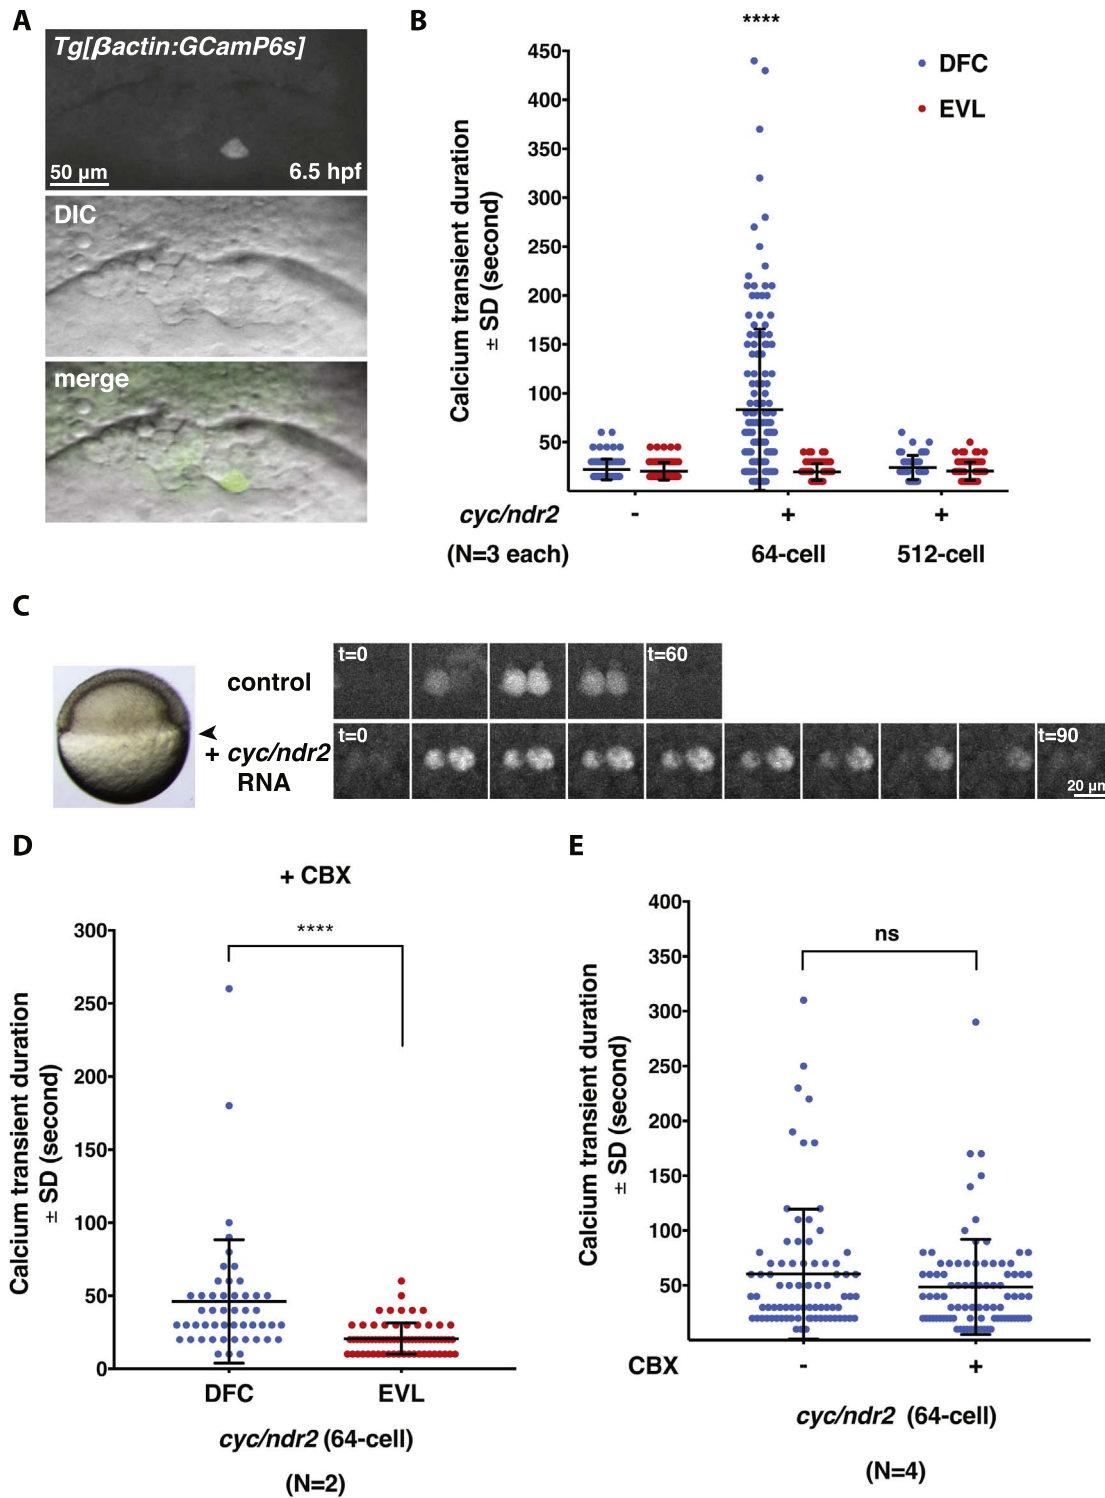 A
Tg[βactin:GCamP6s]
50 µm
6.5 hpf
DIC
merge
B
****
450
400
350
300
250
200
150
100
50
Calcium transient duration
± SD (second)
DFC
EVL
cyc/ndr2
-
+
+
(N=3 each)
64-cell
512-cell
C
control
t=0
t=60
+ cyc/ndr2
RNA
t=0
t=90
20 µm
D
+ CBX
****
300
250
200
150
100
50
0
Calcium transient duration
± SD (second)
DFC
EVL
cyc/ndr2 (64-cell)
(N=2)
E
ns
400
350
300
250
200
150
100
50
Calcium transient duration
± SD (second)
CBX
-
+
cyc/ndr2 (64-cell)
(N=4)